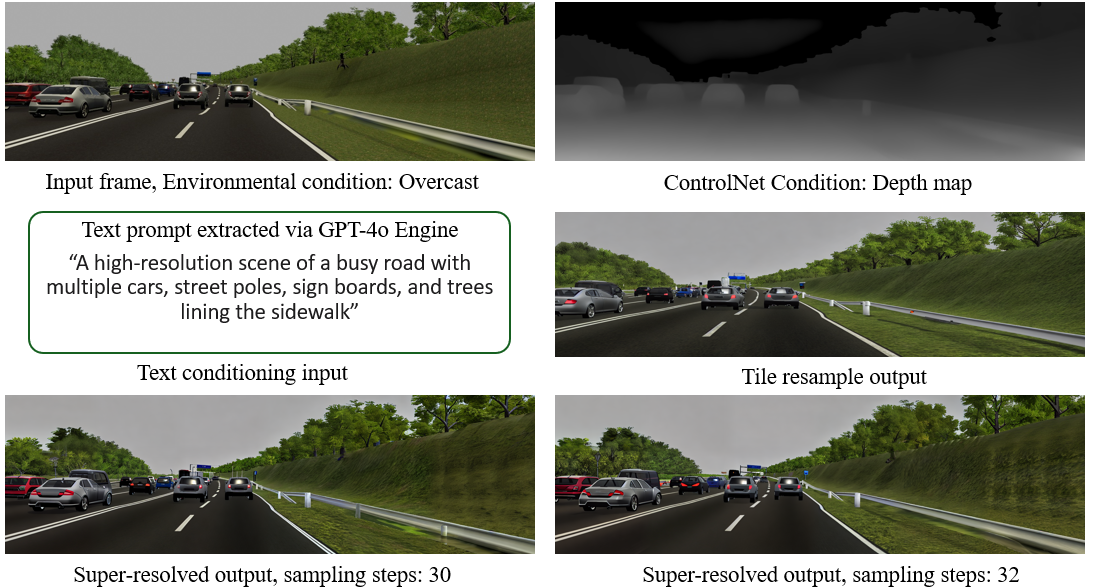 Input frame, Environmental condition: Overcast
ControlNet Condition: Depth map
Text prompt extracted via GPT-4o Engine
“A high-resolution scene of a busy road with
multiple cars, street poles, sign boards, and trees
lining the sidewalk”
Text conditioning input
Tile resample output
Super-resolved output, sampling steps: 30
Super-resolved output, sampling steps: 32